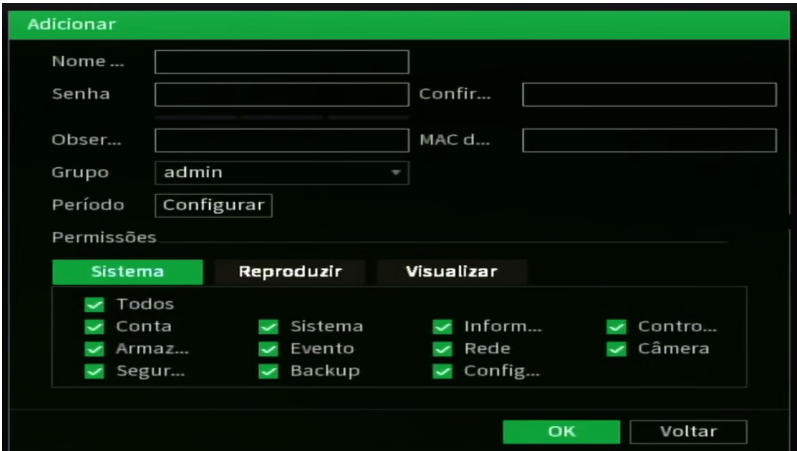 Adicionar
Nome ...
Senha Confir...
Obser... MAC d...
Grupo admin
Período Configurar
Permissões
Sistema Reproduzir Visualizar
Todos
Conta Sistema Inform... Contro...
Armaz... Evento Rede Câmera
Segur... Backup Config...
OK Voltar